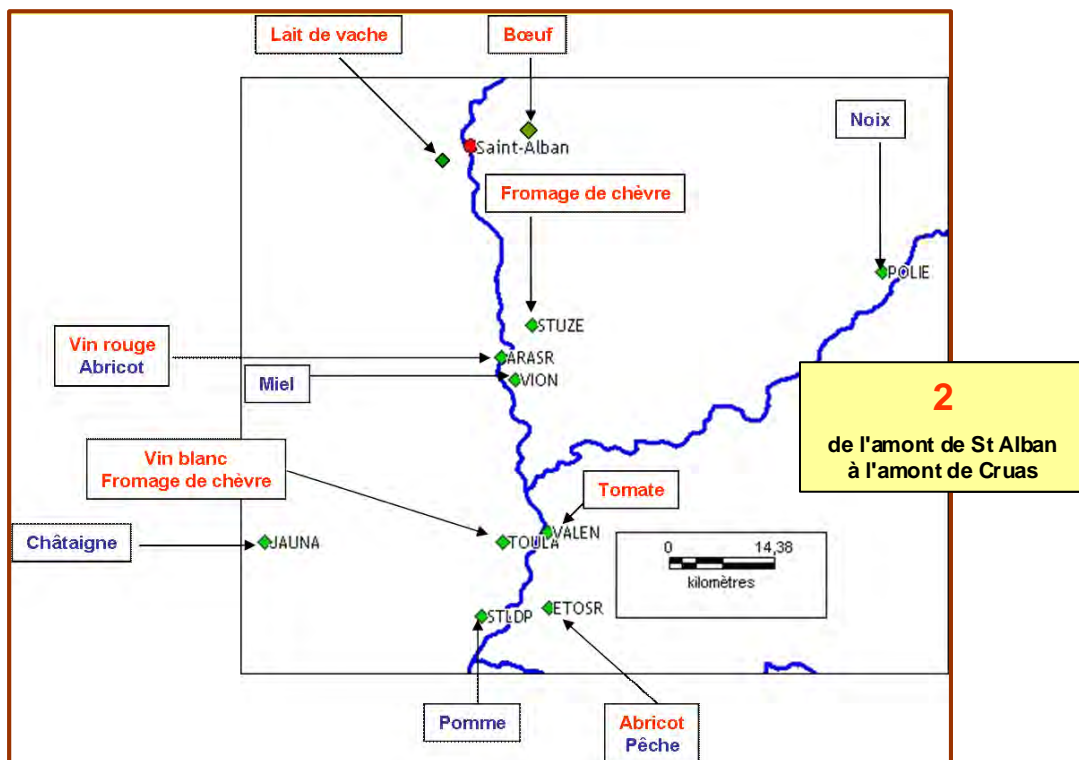 Lait de vache
Bœuf
Noix
Saint-Alban
Fromage de chèvre
POLIE
STUZE
Vin rouge
Abricot
ARASR
Miel
VION
2
de l'amont de St Alban
à l'amont de Cruas
Vin blanc
Fromage de chèvre
Tomate
Châtaigne
JAUNA
TOULA
VALEN
0 14,38
kilomètres
STLDP
ETOSR
Pomme
Abricot
Pêche